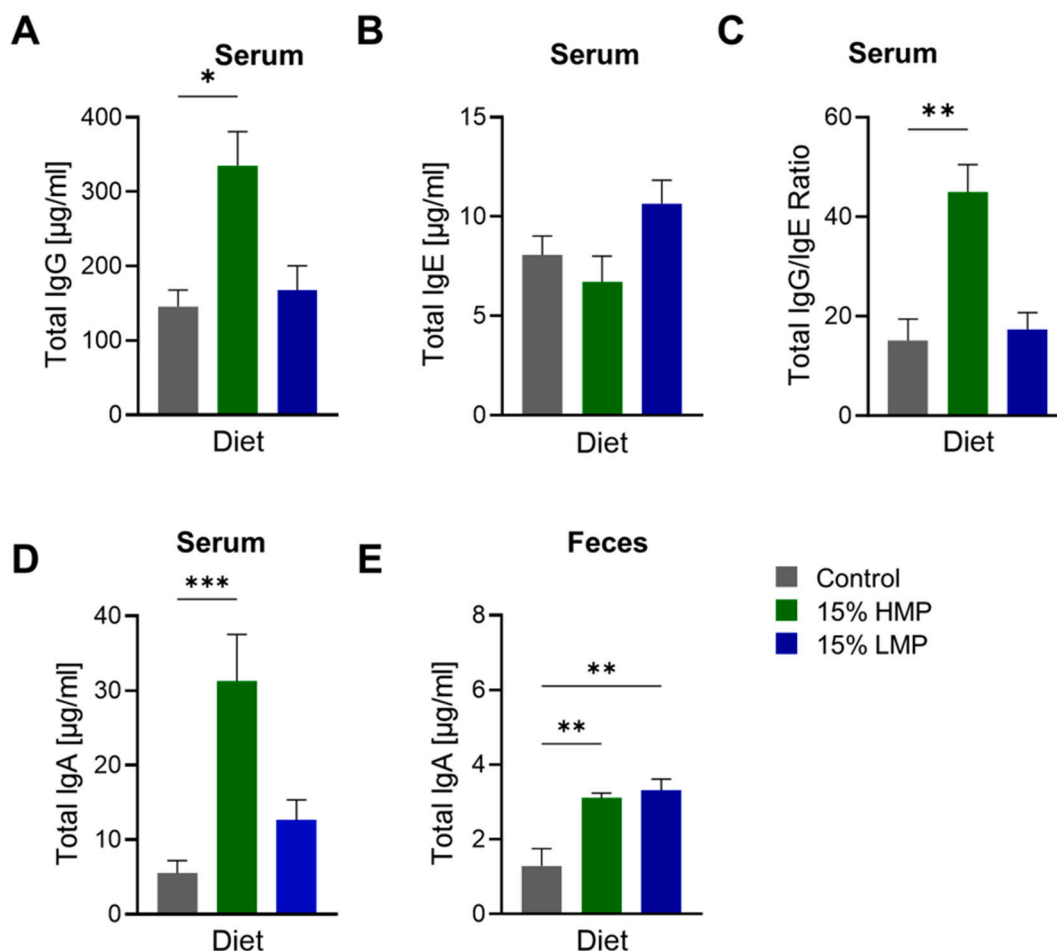 A
Serum
*
Total IgG [µg/ml]
400
300
200
100
0
Diet
B
Serum
Total IgE [µg/ml]
15
10
5
0
Diet
C
Serum
**
Total IgG/IgE Ratio
60
40
20
0
Diet
D
Serum
***
Total IgA [µg/ml]
40
30
20
10
0
Diet
E
Feces
**
**
Total IgA [µg/ml]
8
6
4
2
0
Diet
Control
15% HMP
15% LMP